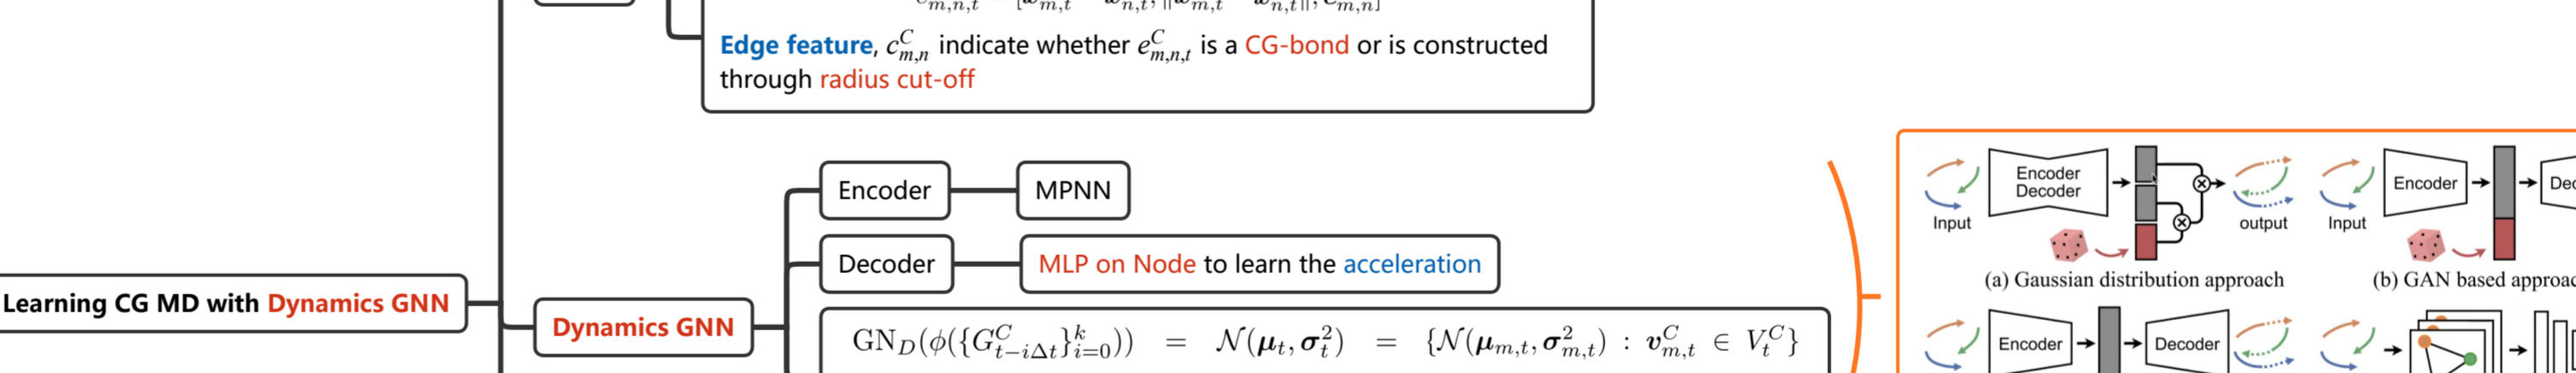 Edge feature, c^C_{m,n} indicate whether e^C_{m,n,t} is a CG-bond or is constructed
through radius cut-off
Encoder
MPNN
Decoder
MLP on Node to learn the acceleration
Learning CG MD with Dynamics GNN
Dynamics GNN
GN_D(ϕ({G^C_{t−iΔt}}^k_{i=0})) = 𝒩(μ_t, σ^2_t) = {𝒩(μ_{m,t}, σ^2_{m,t}) : v^C_{m,t} ∈ V^C_t}
Encoder
Decoder
Input
output
(a) Gaussian distribution approach
Encoder
Input
(b) GAN based
Encoder
Decoder